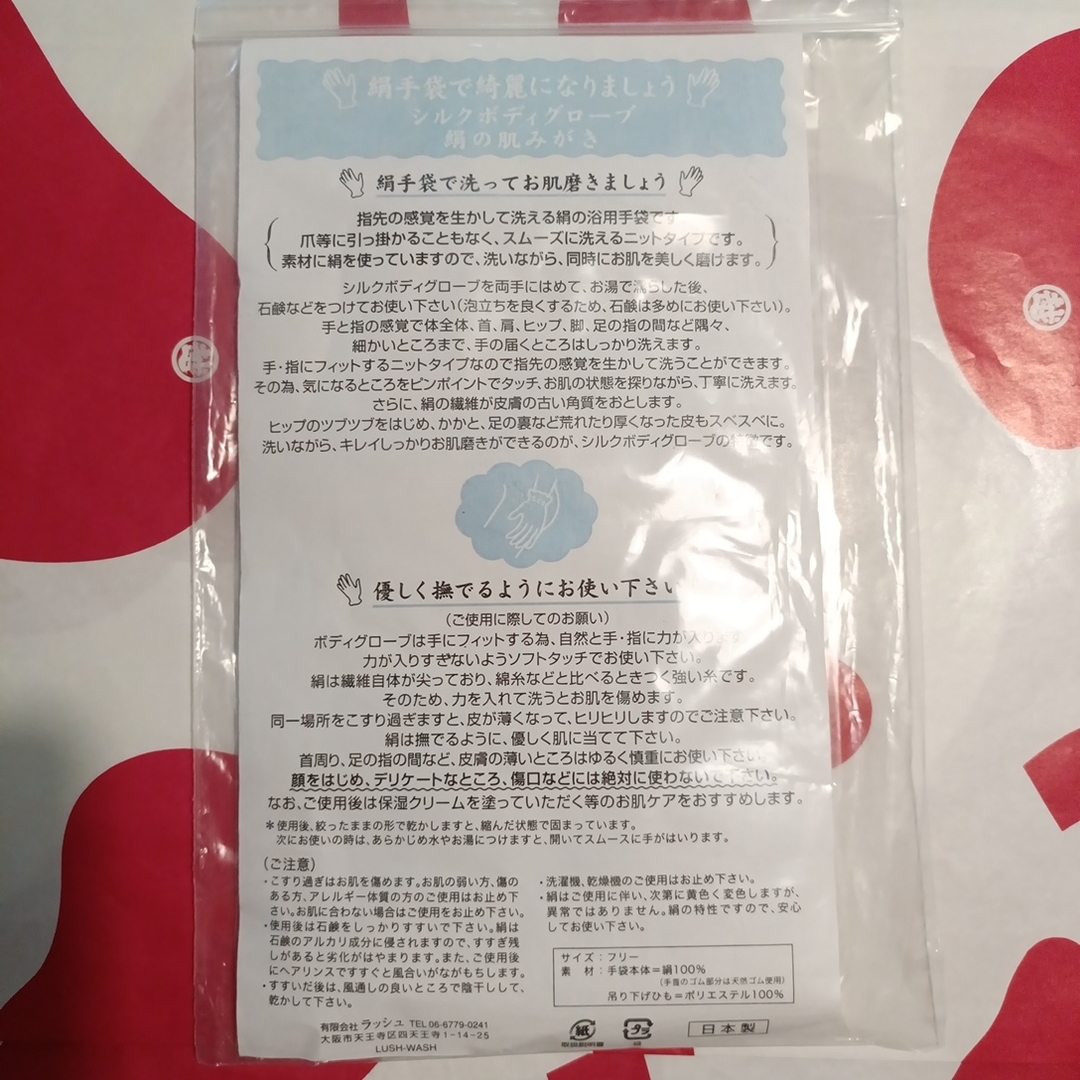 絹手袋で綺麗になりましょう
シルクボディグローブ
絹の肌みがき
絹手袋で洗ってお肌磨きましょう
指先の感覚を生かして洗える絹の浴用手袋です
爪等に引っ掛かることもなく、スムーズに洗えるニットタイプです。
素材に絹を使っていますので、洗いながら、同時にお肌を美しく磨けます。
シルクボディグローブを両手にはめて、お湯で濡らした後、
石鹸などをつけてお使い下さい(泡立ちを良くするため、石鹸は多めにお使い下さい)。
手と指の感覚で体全体、首、肩、ヒップ、脚、足の指の間など隅々、
細かいところまで、手の届くところはしっかり洗えます。
手・指にフィットするニットタイプなので指先の感覚を生かして洗うことができます。
その為、気になるところをピンポイントでタッチ、お肌の状態を探りながら、丁寧に洗えます。
さらに、絹の繊維が皮膚の古い角質をおとします。
ヒップのツブツブをはじめ、かかと、足の裏など荒れたり厚くなった皮もスベスベに。
洗いながら、キレイしっかりお肌磨きができるのが、シルクボディグローブの特徴です。
優しく撫でるようにお使い下さい
(ご使用に際してのお願い)
ボディグローブは手にフィットする為、自然と手・指に力が入ります
力が入りすぎないようソフトタッチでお使い下さい。
絹は繊維自体が尖っており、綿糸などと比べるときつく強い糸です。
そのため、力を入れて洗うとお肌を傷めます。
同一場所をこすり過ぎますと、皮が薄くなって、ヒリヒリしますのでご注意下さい。
絹は撫でるように、優しく肌に当てて下さい。
首周り、足の指の間など、皮膚の薄いところはゆるく慎重にお使い下さい
顔をはじめ、デリケートなところ、傷口などには絶対に使わないで下さい。
なお、ご使用後は保湿クリームを塗っていただく等のお肌ケアをおすすめします。
＊使用後、絞ったままの形で乾かしますと、縮んだ状態で固まっています。
次にお使いの時は、あらかじめ水やお湯につけますと、開いてスムースに手がはいります。
(ご注意)
・こすり過ぎはお肌を傷めます。お肌の弱い方、傷の
ある方、アレルギー体質の方のご使用はお止め下
さい。お肌に合わない場合はご使用をお止め下さい。
・使用後は石鹸をしっかりすすいで下さい。絹は
石鹸のアルカリ成分に侵されますので、すすぎ残
しがあると劣化がはやまります。また、ご使用後
にヘアリンスですすぐと風合いがながもちします。
・すすいだ後は、風通しの良いところで陰干しして、
乾かして下さい。
・洗濯機、乾燥機のご使用はお止め下さい。
・絹はご使用に伴い、次第に黄色く変色しますが、
異常ではありません。絹の特性ですので、安心
してお使い下さい。
サイズ：フリー
素 材：手袋本体＝絹100%
(手首のゴム部分は天然ゴム使用)
吊り下げひも＝ポリエステル100%
有限会社 ラッシュ TEL 06-6779-0241
大阪市天王寺区四天王寺1-14-25
LUSH-WASH
紙
取扱説明書
プラ
袋
日本製